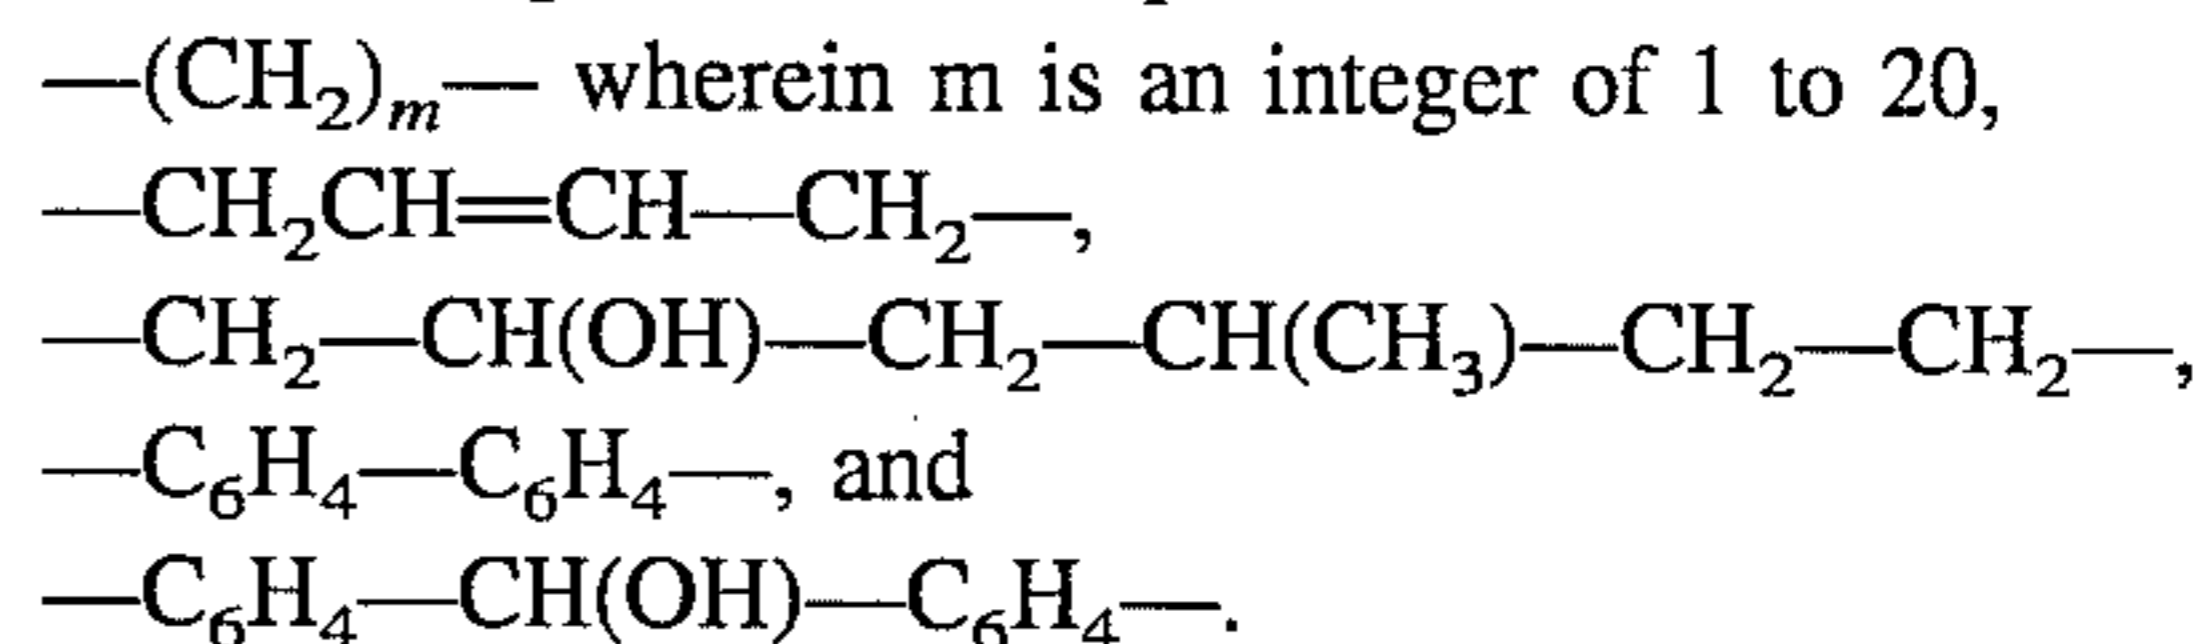 —(CH₂)ₘ— wherein m is an integer of 1 to 20,
—CH₂CH=CH—CH₂—,
—CH₂—CH(OH)—CH₂—CH(CH₃)—CH₂—CH₂—,
—C₆H₄—C₆H₄—, and
—C₆H₄—CH(OH)—C₆H₄—.